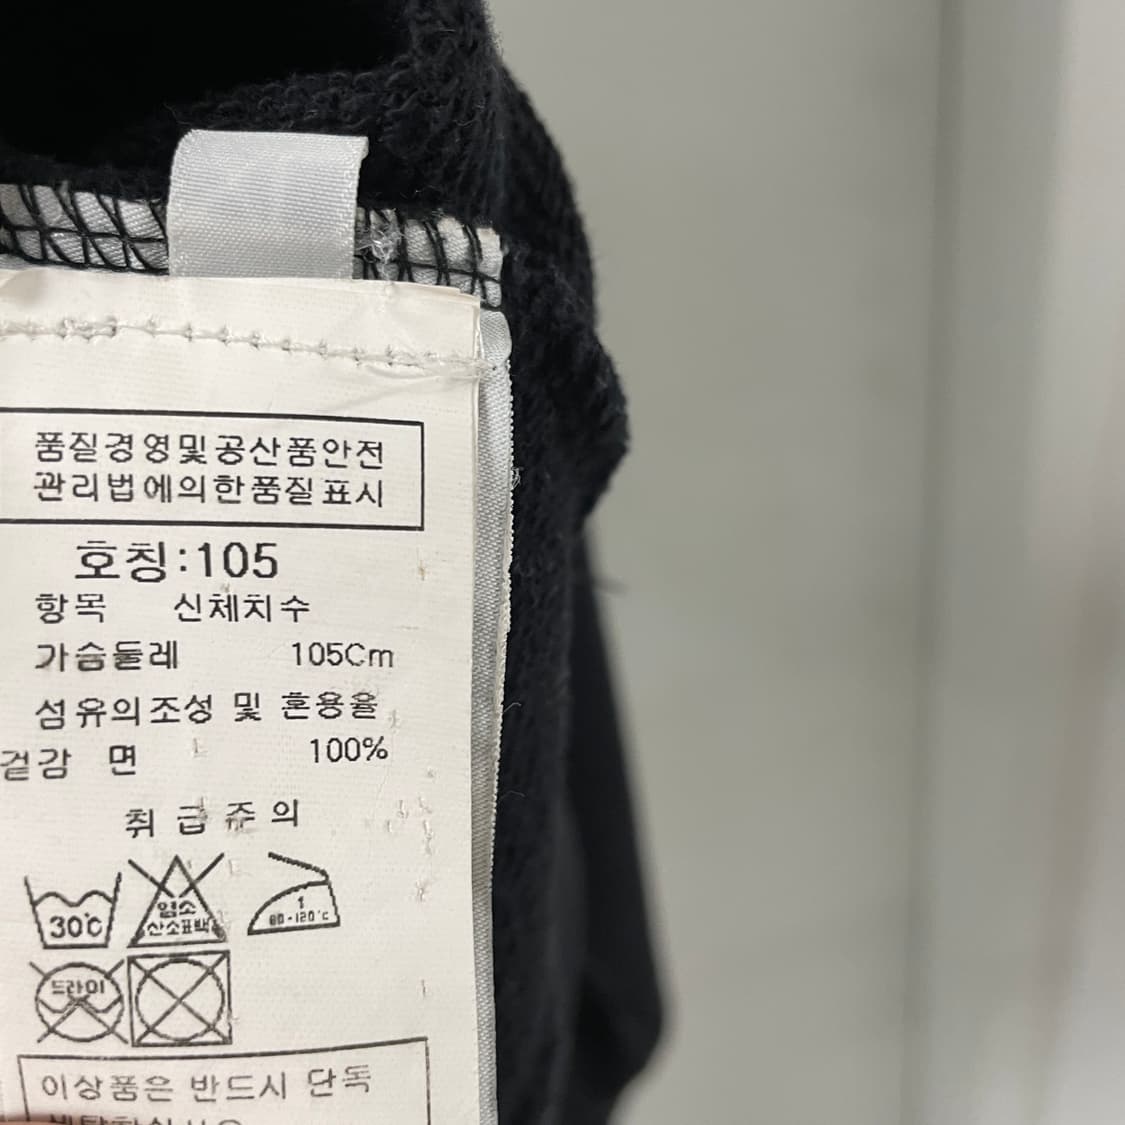 품질경영및공산품안전
관리법에의한품질표시
호칭:105
항목 신체치수
가슴둘레 105Cm
섬유의조성 및 혼용율
겉감 면 100%
취급주의
30℃
염소
산소표백
1
80-120℃
드라이
이상품은 반드시 단독